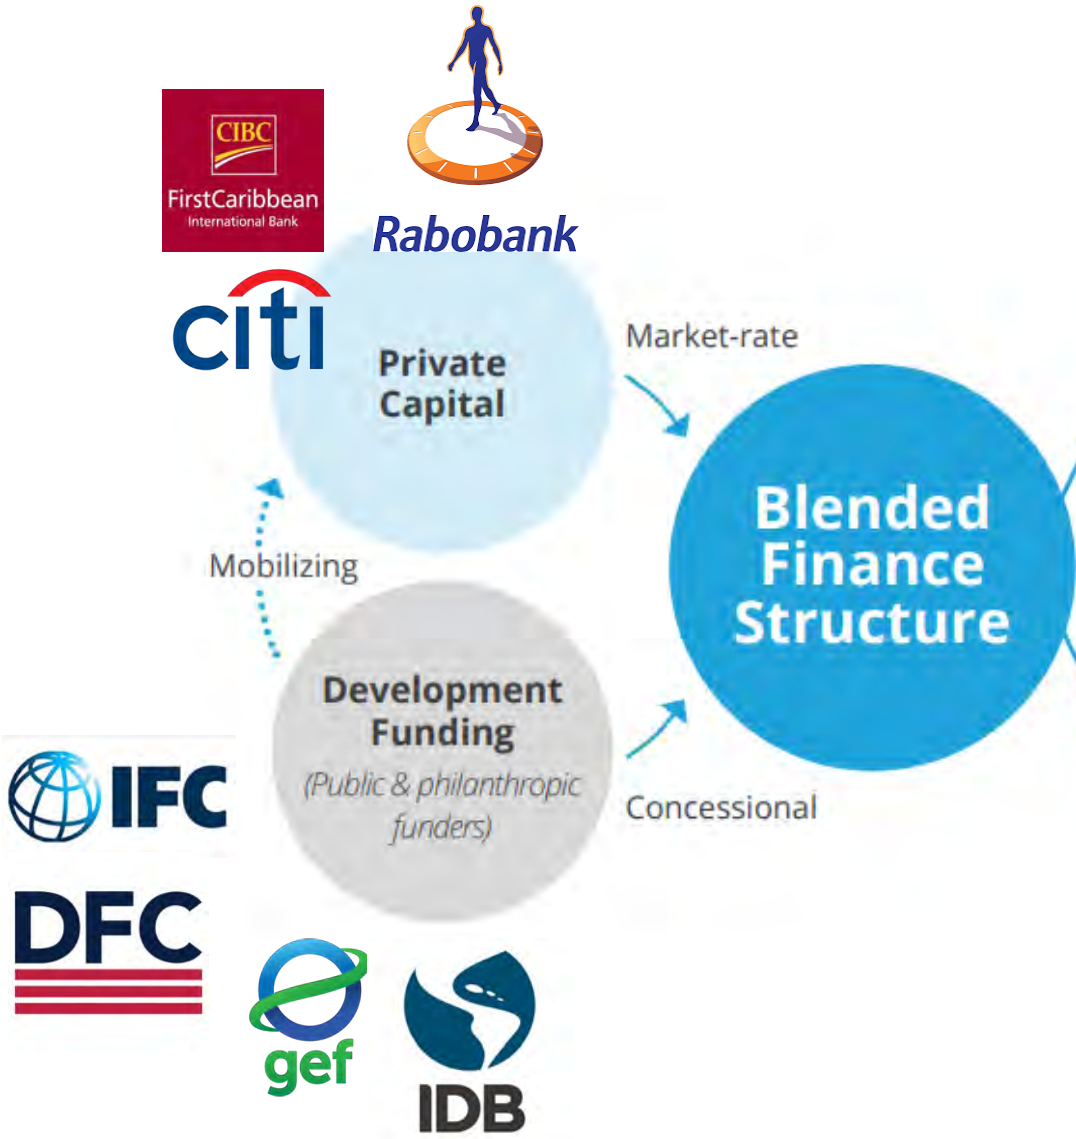 CIBC
FirstCaribbean
International Bank
Rabobank
citi
Private
Capital
Market-rate
Blended
Finance
Structure
Mobilizing
Development
Funding
(Public & philanthropic
funders)
Concessional
IFC
DFC
gef
IDB